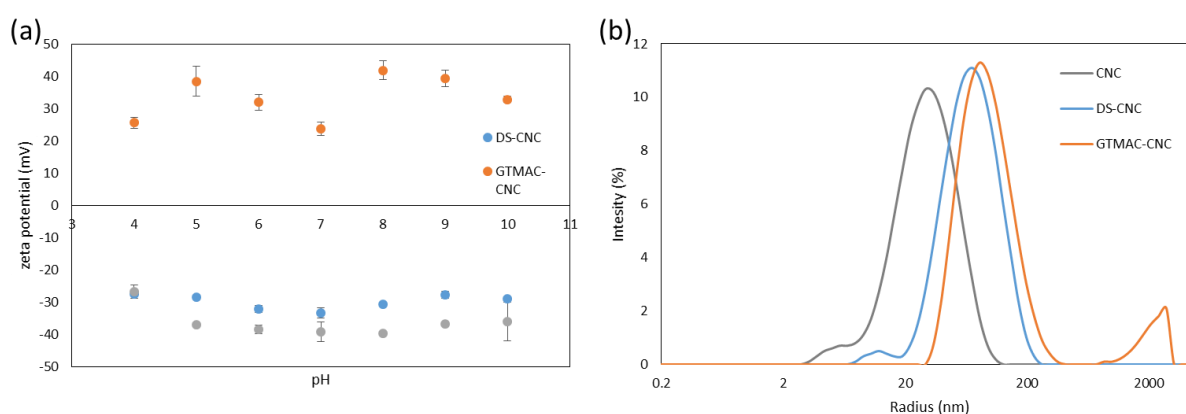 (a)
50
40
30
20
10
0
-10
-20
-30
-40
-50
3 4 5 6 7 8 9 10 11
zeta potential (mV)
pH
DS-CNC
GTMAC-
CNC
(b)
12
10
8
6
4
2
0
0.2 2 20 200 2000
Intesity (%)
Radius (nm)
CNC
DS-CNC
GTMAC-CNC